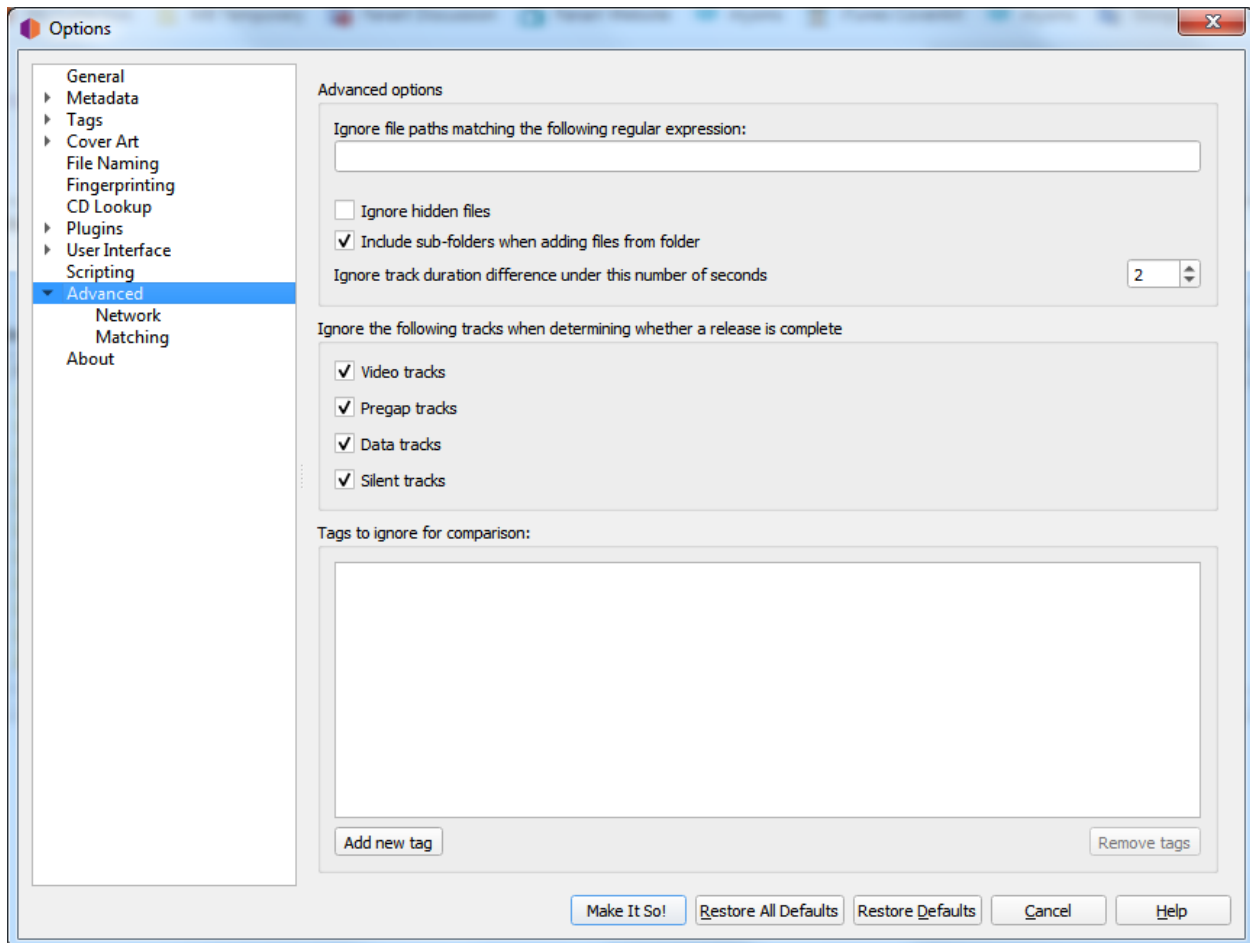 Options
General
Metadata
Tags
Cover Art
File Naming
Fingerprinting
CD Lookup
Plugins
User Interface
Scripting
Advanced
Network
Matching
About
Advanced options
Ignore file paths matching the following regular expression:
Ignore hidden files
Include sub-folders when adding files from folder
Ignore track duration difference under this number of seconds 2
Ignore the following tracks when determining whether a release is complete
Video tracks
Pregap tracks
Data tracks
Silent tracks
Tags to ignore for comparison:
Add new tag Remove tags
Make It So! Restore All Defaults Restore Defaults Cancel Help